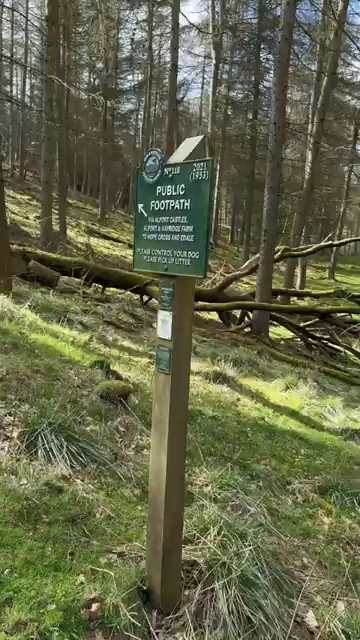 Nº 118
2021
(1953)
PUBLIC
FOOTPATH
VIA ALPORT CASTLES,
ALPORT & HAYRIDGE FARM
TO HOPE CROSS AND EDALE
PLEASE CONTROL YOUR DOG
PLEASE PICK UP LITTER